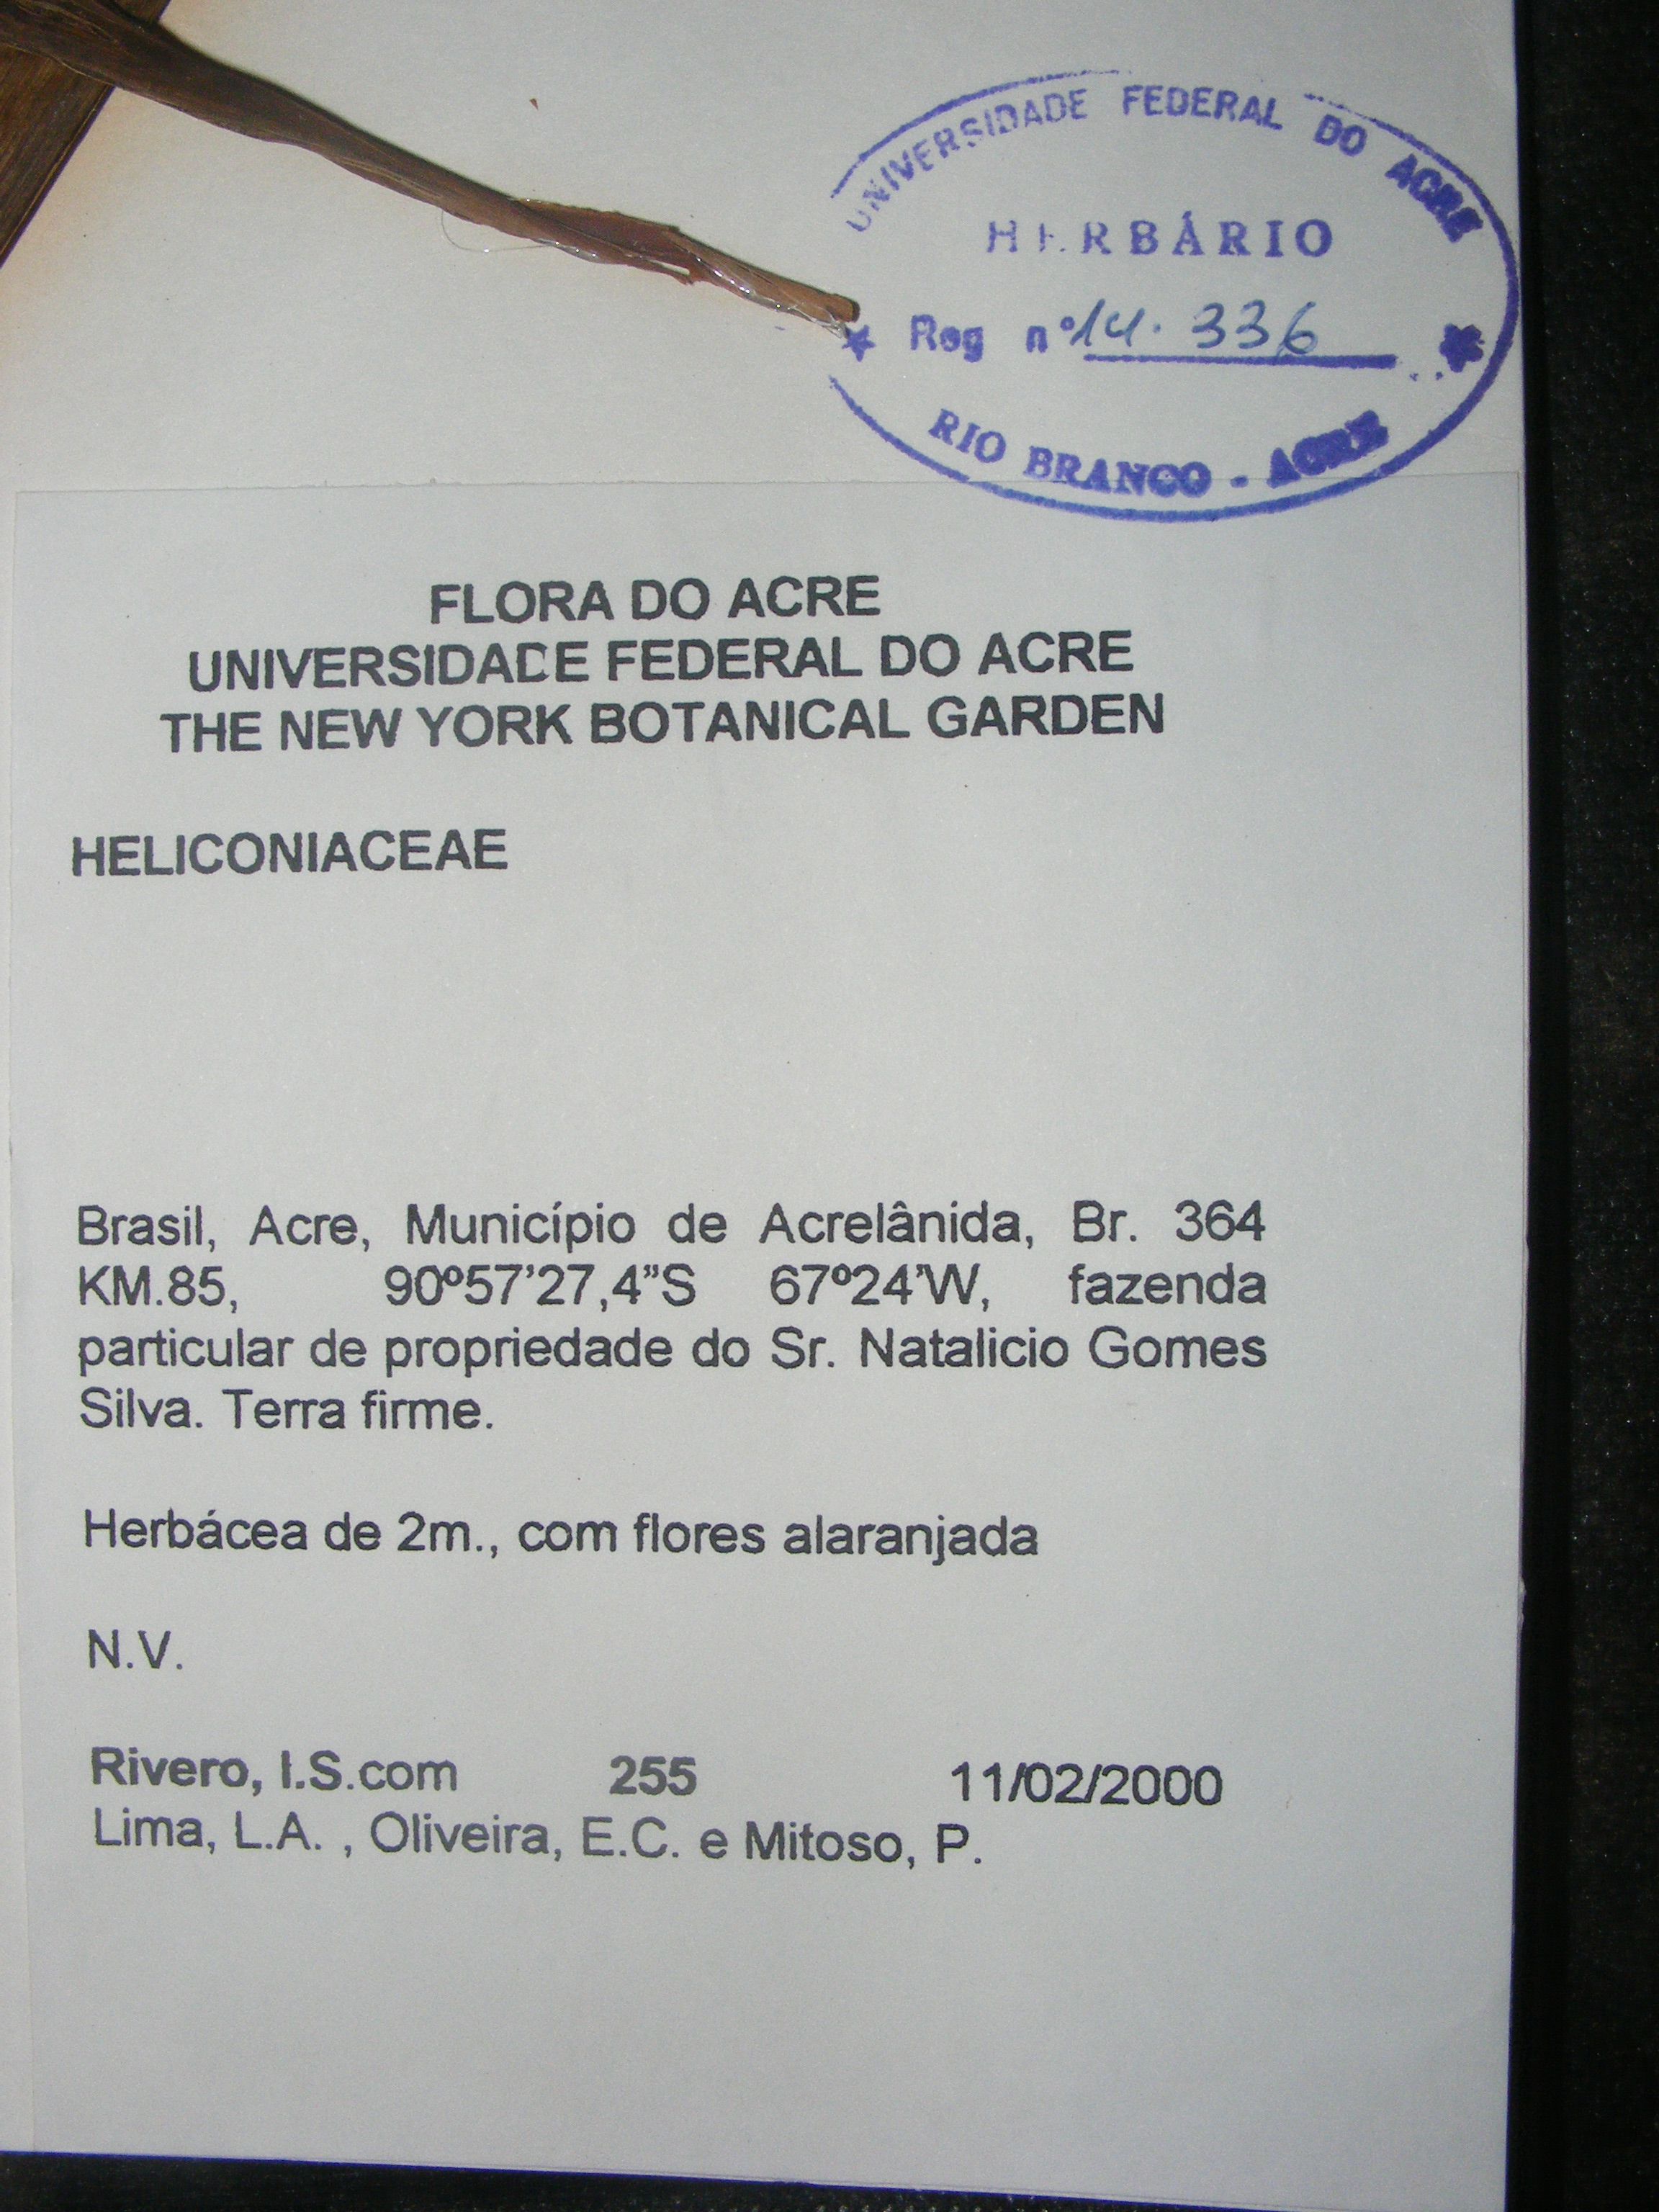 UNIVERSIDADE FEDERAL DO ACRE
HERBÁRIO
Reg nº 14.336
RIO BRANCO - ACRE
FLORA DO ACRE
UNIVERSIDADE FEDERAL DO ACRE
THE NEW YORK BOTANICAL GARDEN
HELICONIACEAE
Brasil, Acre, Município de Acrelânida, Br. 364
KM.85, 90º57’27,4”S 67º24’W, fazenda
particular de propriedade do Sr. Natalicio Gomes
Silva. Terra firme.
Herbácea de 2m., com flores alaranjada
N.V.
Rivero, I.S.com 255 11/02/2000
Lima, L.A. , Oliveira, E.C. e Mitoso, P.